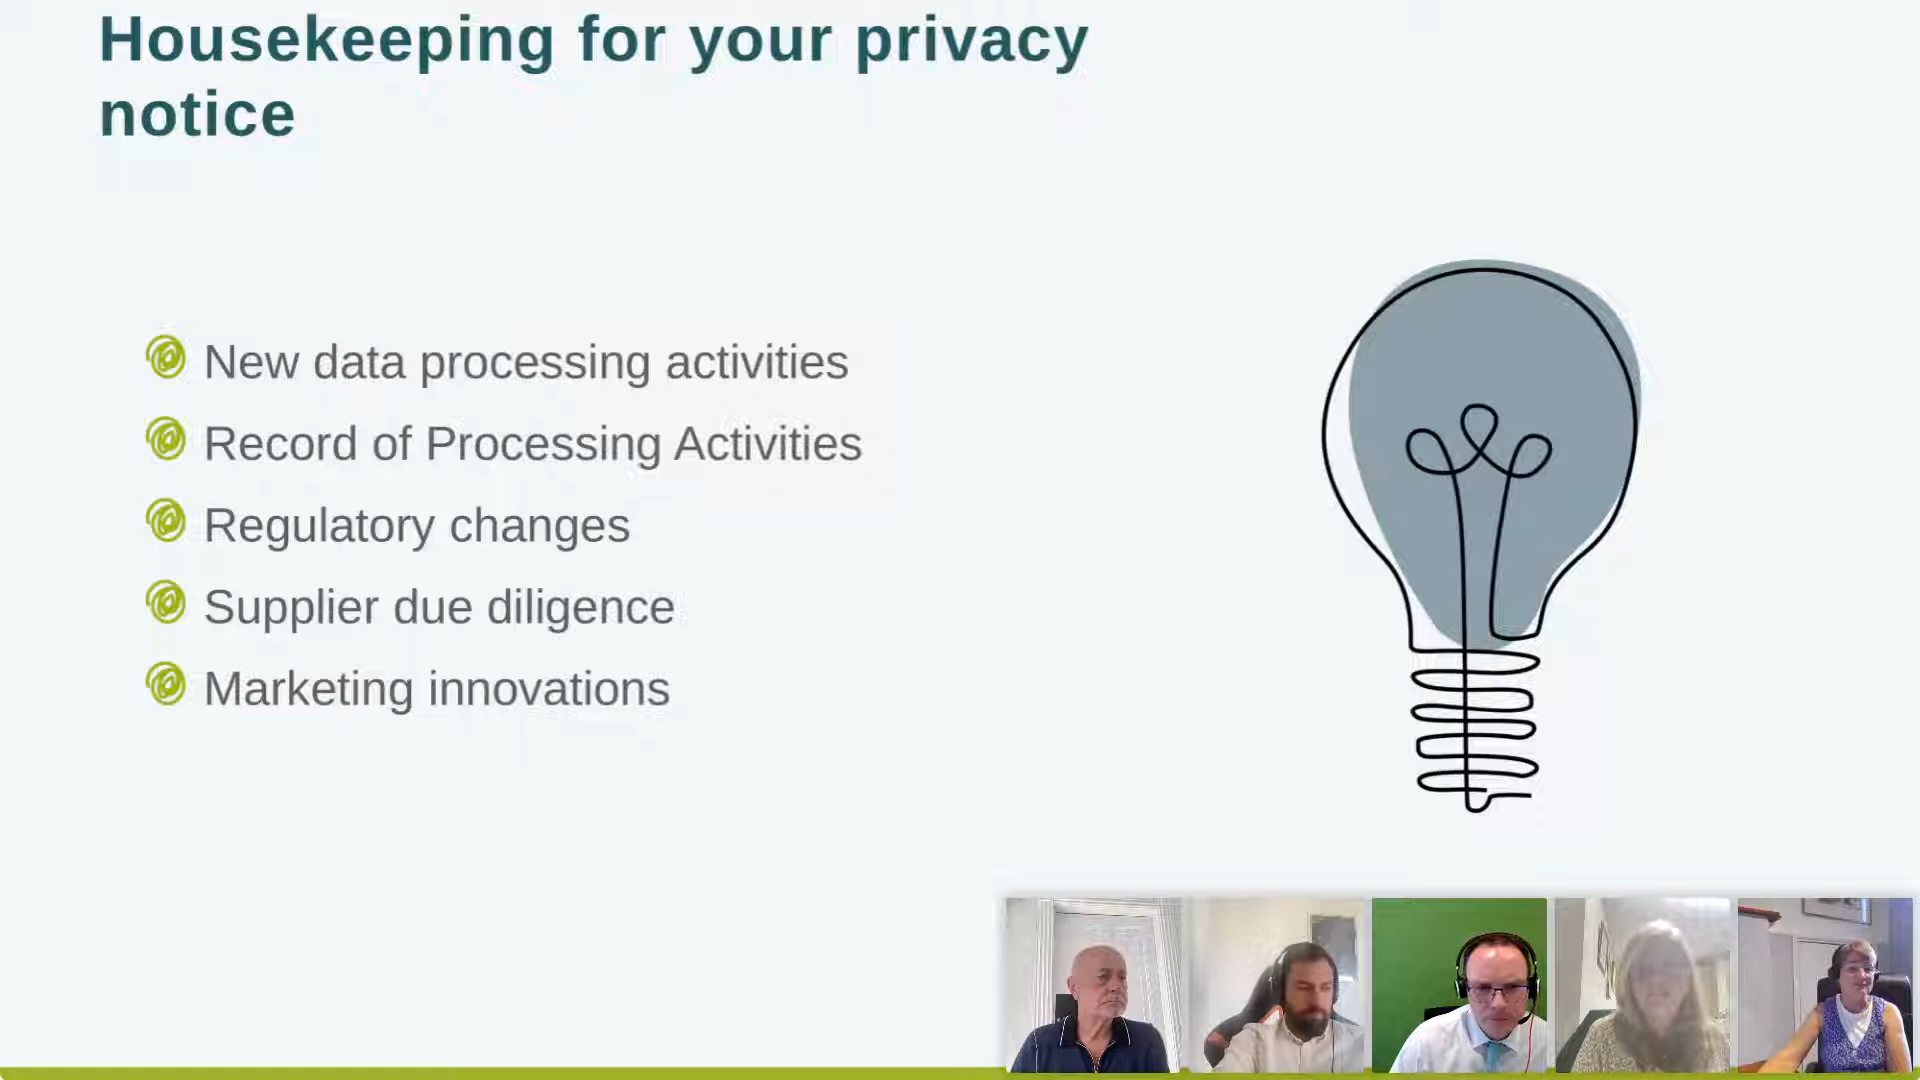 Housekeeping for your privacy
notice
New data processing activities
Record of Processing Activities
Regulatory changes
Supplier due diligence
Marketing innovations